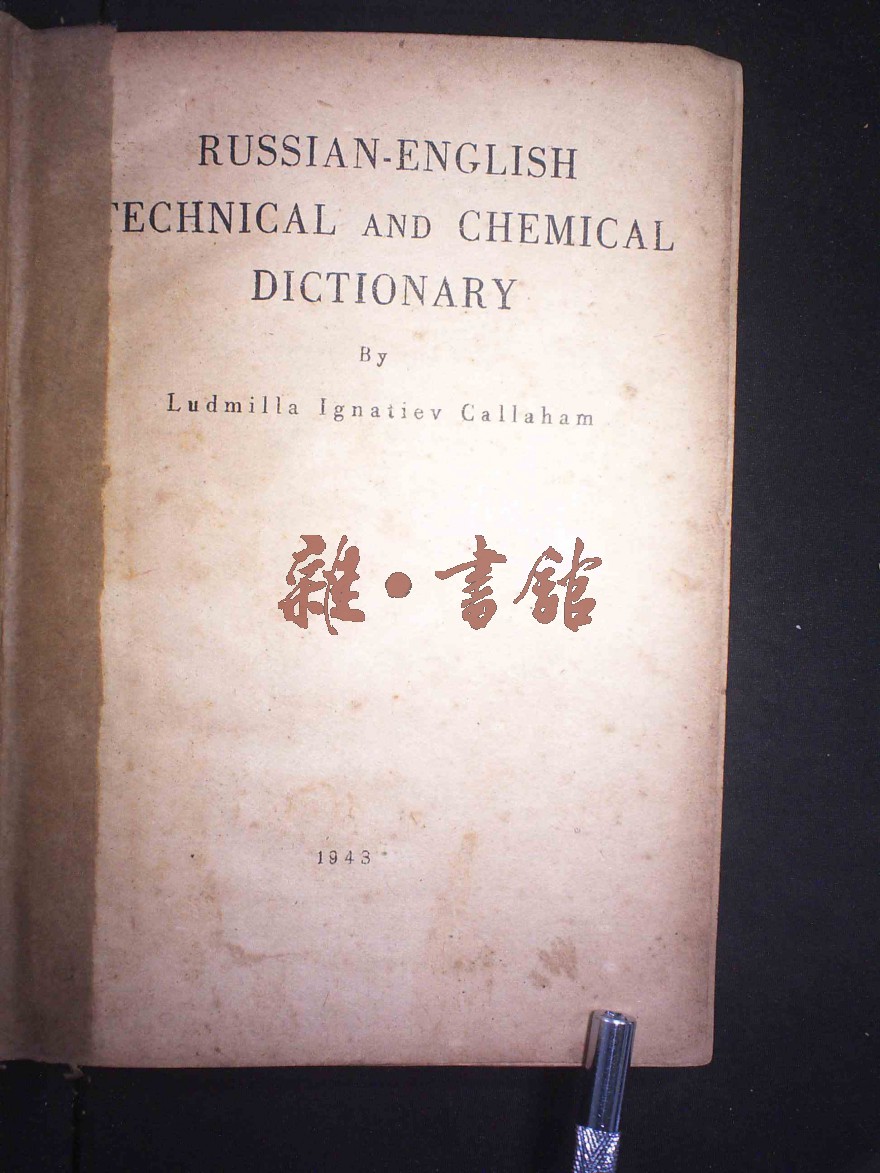 RUSSIAN-ENGLISH
TECHNICAL AND CHEMICAL
DICTIONARY
By
Ludmilla Ignatiev Callaham
雜·書館
1943